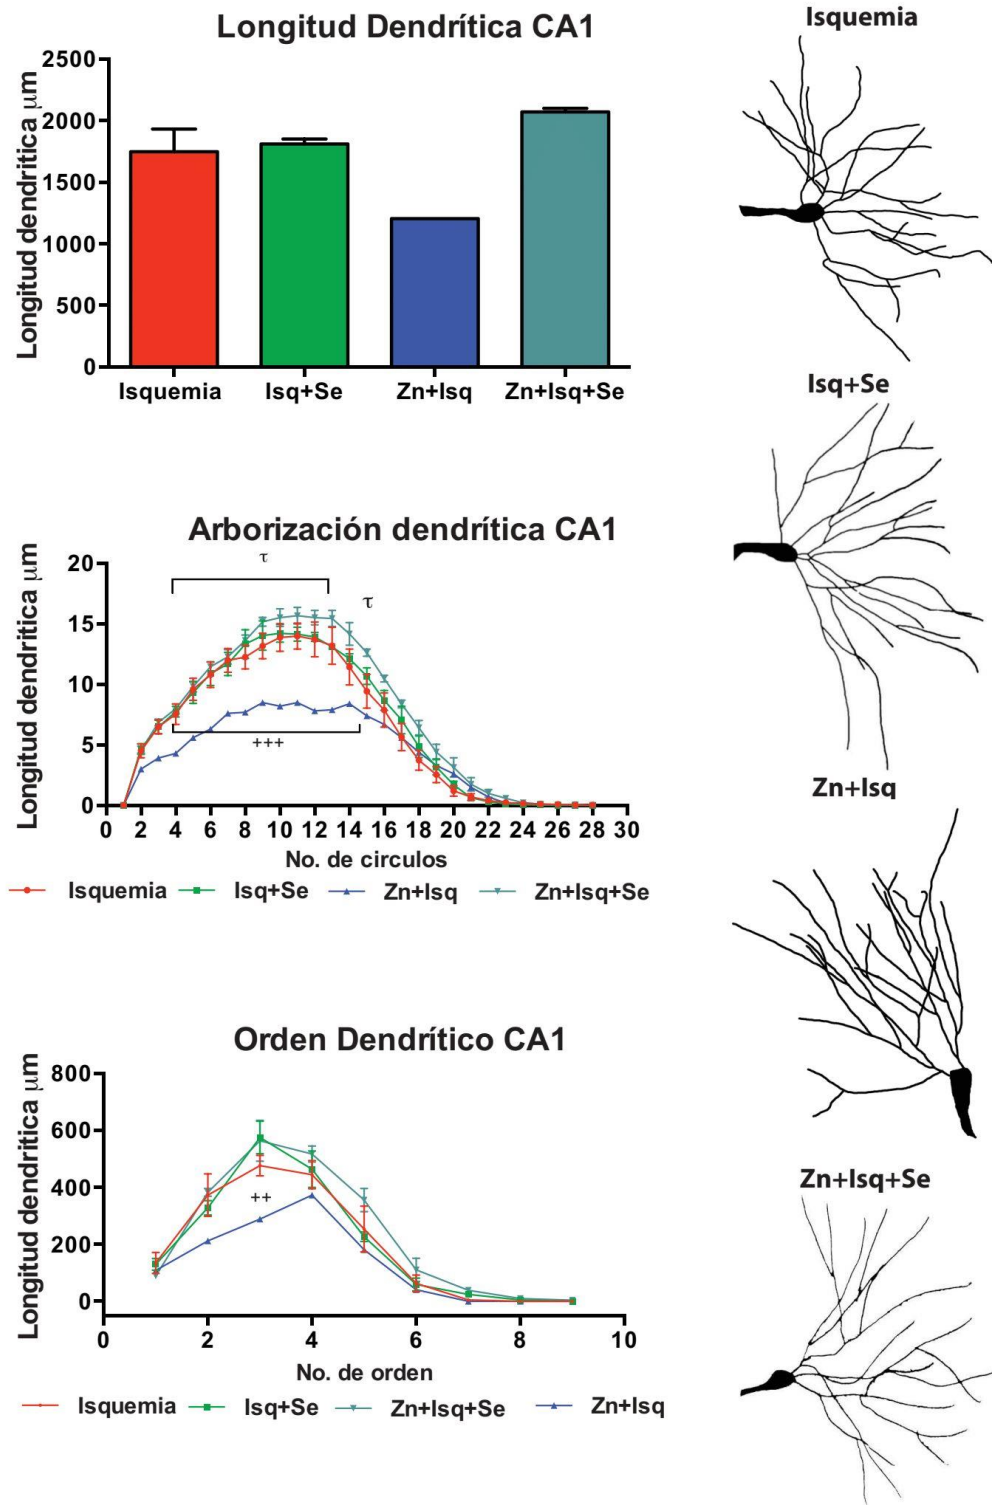 Longitud Dendrítica CA1
Longitud dendrítica μm
2500
2000
1500
1000
500
0
Isquemia Isq+Se Zn+Isq Zn+Isq+Se
Arborización dendrítica CA1
Longitud dendrítica μm
τ
τ
20
15
10
5
0
+++
0 2 4 6 8 10 12 14 16 18 20 22 24 26 28 30
No. de circulos
Isquemia Isq+Se Zn+Isq Zn+Isq+Se
Orden Dendrítico CA1
Longitud dendrítica μm
800
600
400
200
0
++
0 2 4 6 8 10
No. de orden
Isquemia Isq+Se Zn+Isq+Se Zn+Isq
Isquemia
Isq+Se
Zn+Isq
Zn+Isq+Se